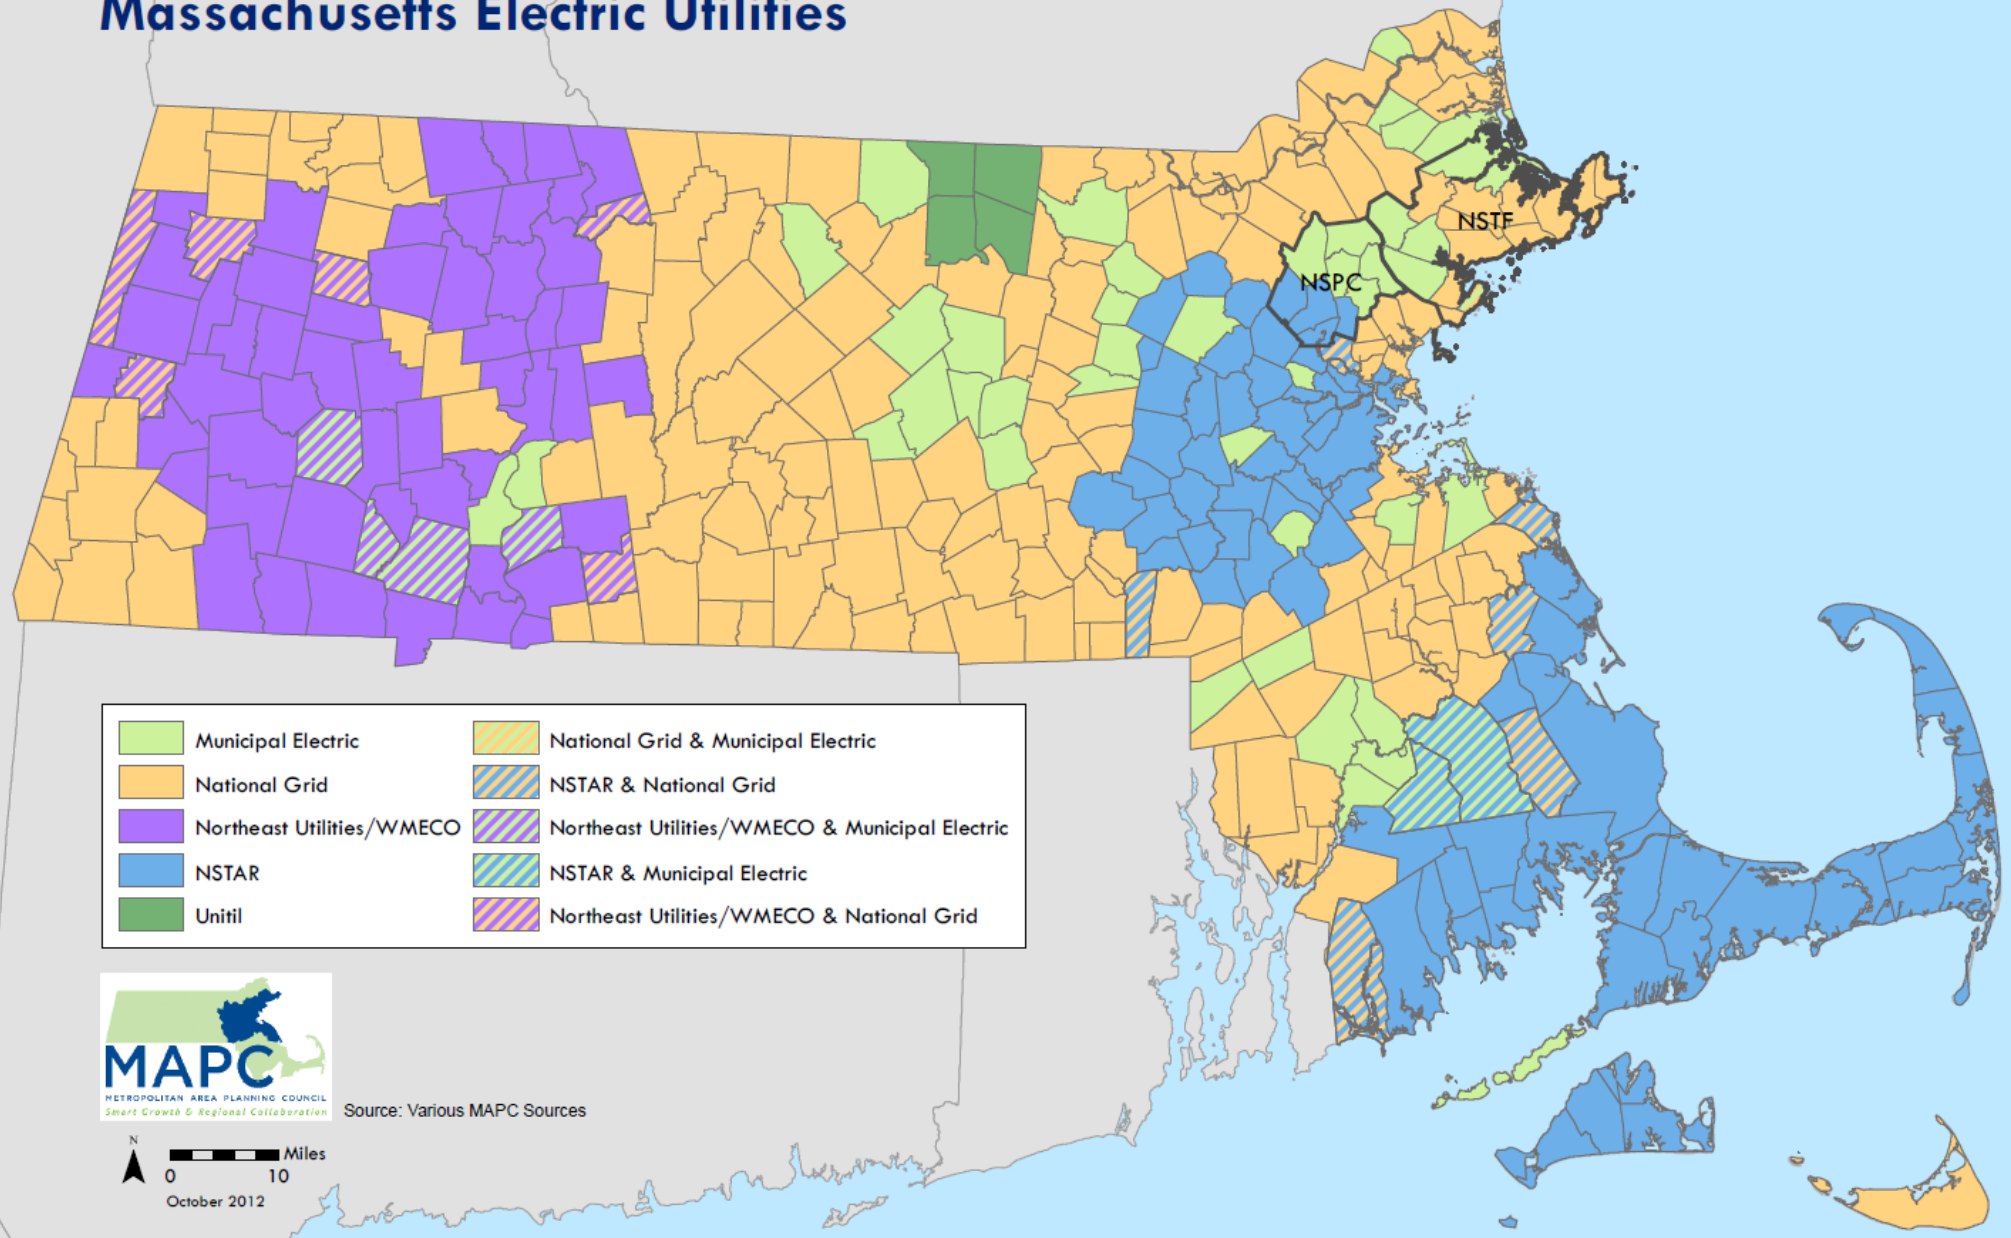 Massachusetts Electric Utilities
NSTF
NSPC
Municipal Electric
National Grid
Northeast Utilities/WMECO
NSTAR
Unitil
National Grid & Municipal Electric
NSTAR & National Grid
Northeast Utilities/WMECO & Municipal Electric
NSTAR & Municipal Electric
Northeast Utilities/WMECO & National Grid
MAPC
METROPOLITAN AREA PLANNING COUNCIL
Smart Growth & Regional Collaboration
Source: Various MAPC Sources
N
Miles
0 10
October 2012